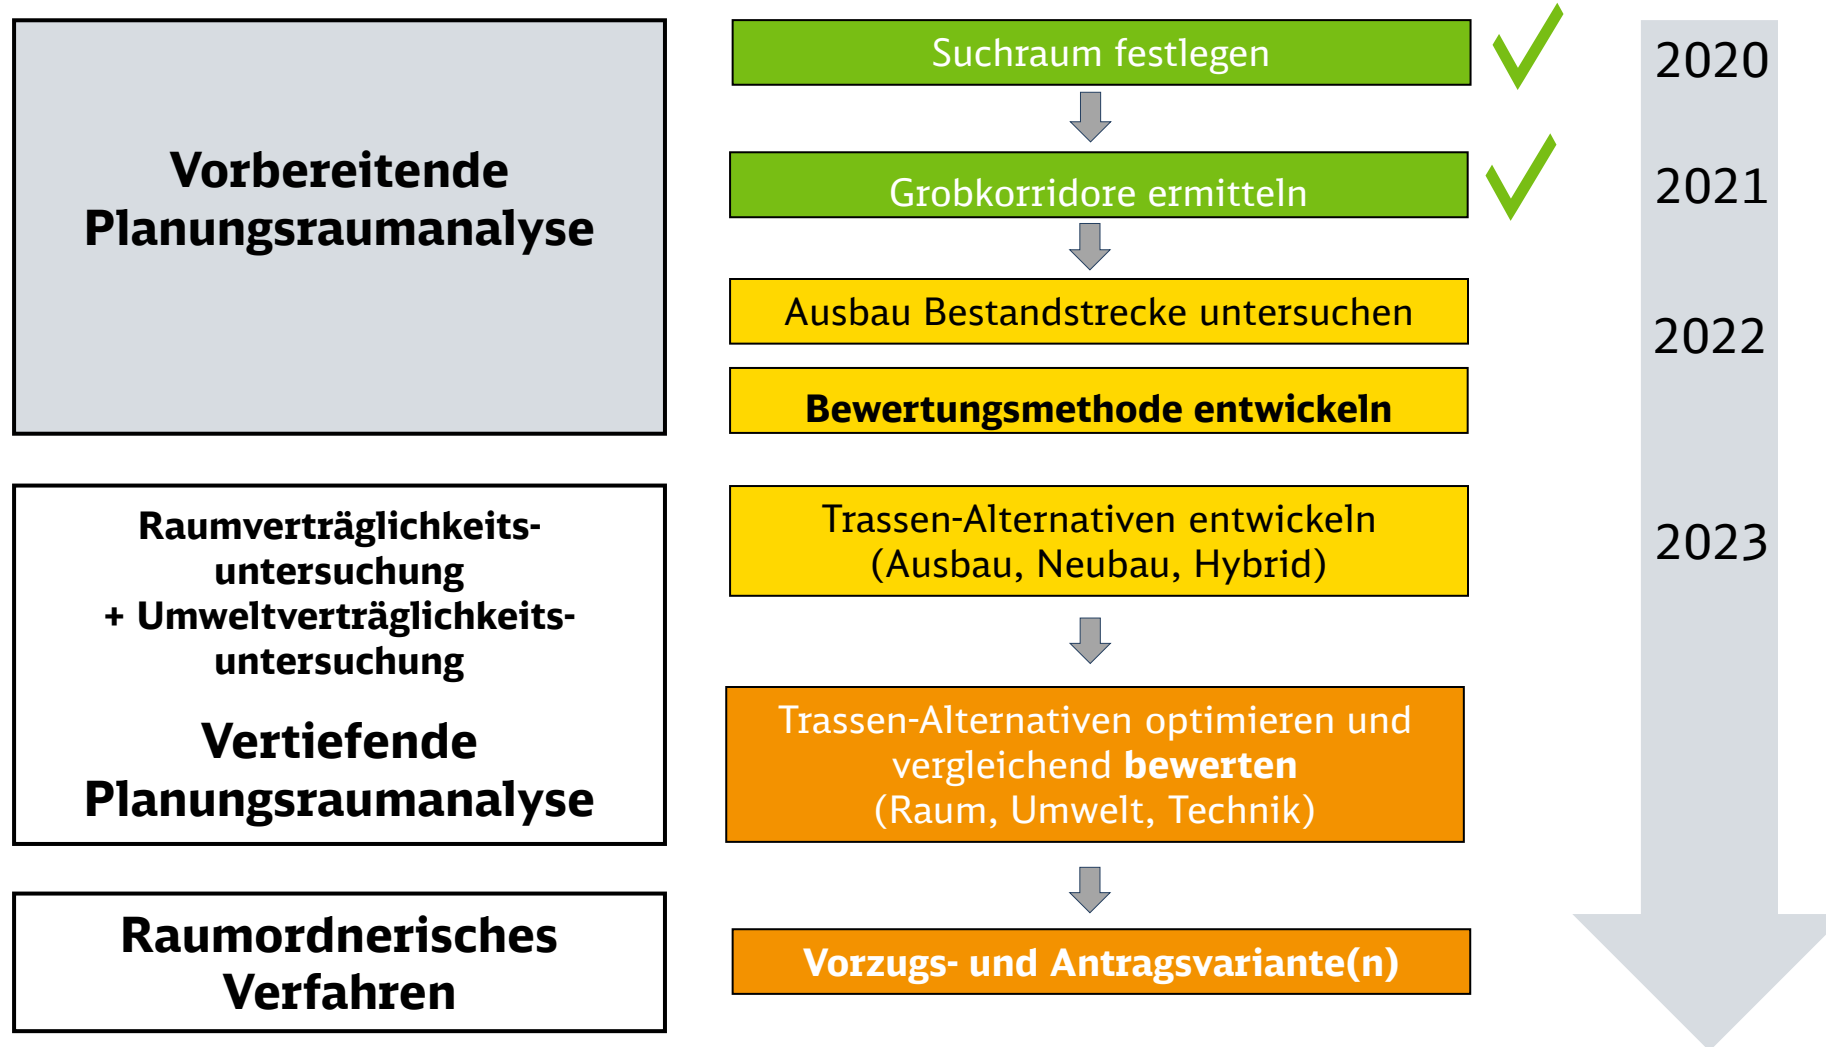 Vorbereitende
Planungsraumanalyse
Suchraum festlegen
2020
Grobkorridore ermitteln
2021
Ausbau Bestandstrecke untersuchen
2022
Bewertungsmethode entwickeln
Raumverträglichkeits-
untersuchung
+ Umweltverträglichkeits-
untersuchung
Vertiefende
Planungsraumanalyse
Trassen-Alternativen entwickeln
(Ausbau, Neubau, Hybrid)
2023
Trassen-Alternativen optimieren und
vergleichend bewerten
(Raum, Umwelt, Technik)
Raumordnerisches
Verfahren
Vorzugs- und Antragsvariante(n)